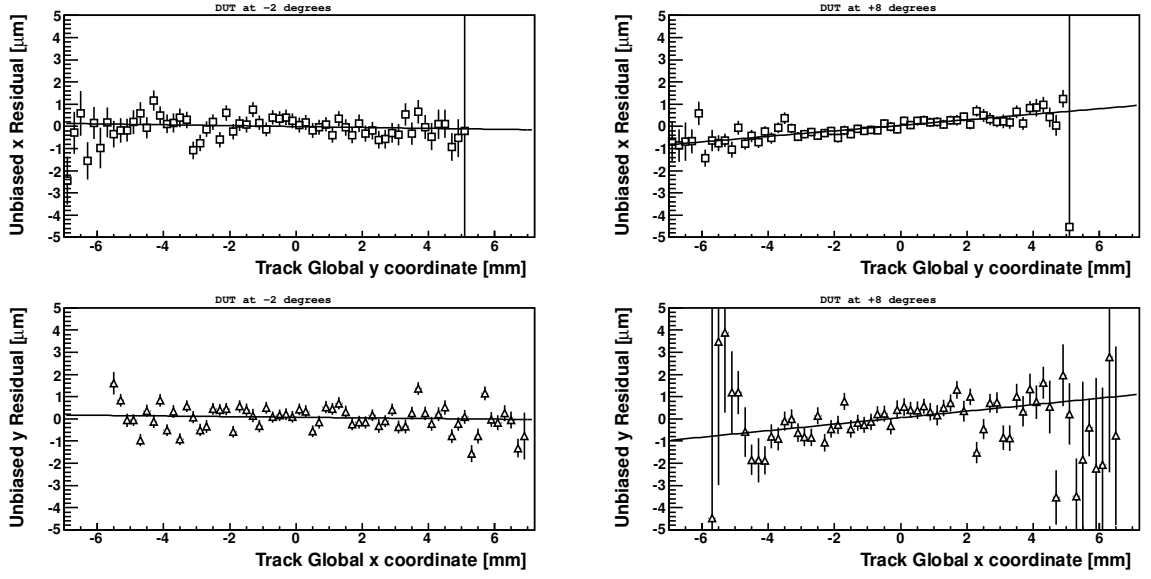 DUT at −2 degrees
Unbiased x Residual [μm]
5
4
3
2
1
0
-1
-2
-3
-4
-5
-6 -4 -2 0 2 4 6
Track Global y coordinate [mm]
DUT at +8 degrees
Unbiased x Residual [μm]
5
4
3
2
1
0
-1
-2
-3
-4
-5
-6 -4 -2 0 2 4 6
Track Global y coordinate [mm]
DUT at −2 degrees
Unbiased y Residual [μm]
5
4
3
2
1
0
-1
-2
-3
-4
-5
-6 -4 -2 0 2 4 6
Track Global x coordinate [mm]
DUT at +8 degrees
Unbiased y Residual [μm]
5
4
3
2
1
0
-1
-2
-3
-4
-5
-6 -4 -2 0 2 4 6
Track Global x coordinate [mm]